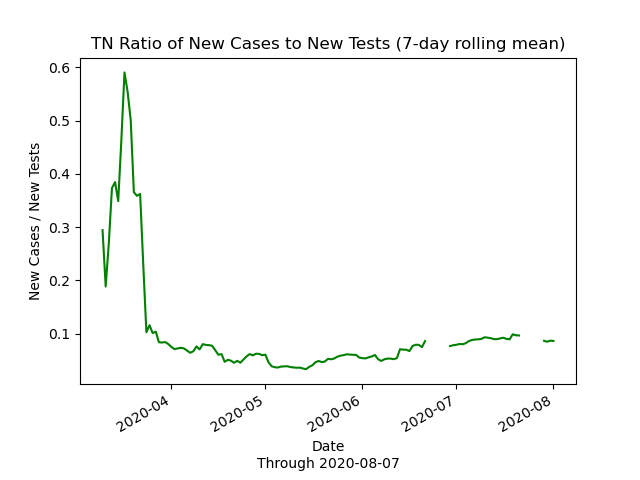 TN Ratio of New Cases to New Tests (7-day rolling mean)
New Cases / New Tests
0.6
0.5
0.4
0.3
0.2
0.1
2020-04
2020-05
2020-06
2020-07
2020-08
Date
Through 2020-08-07